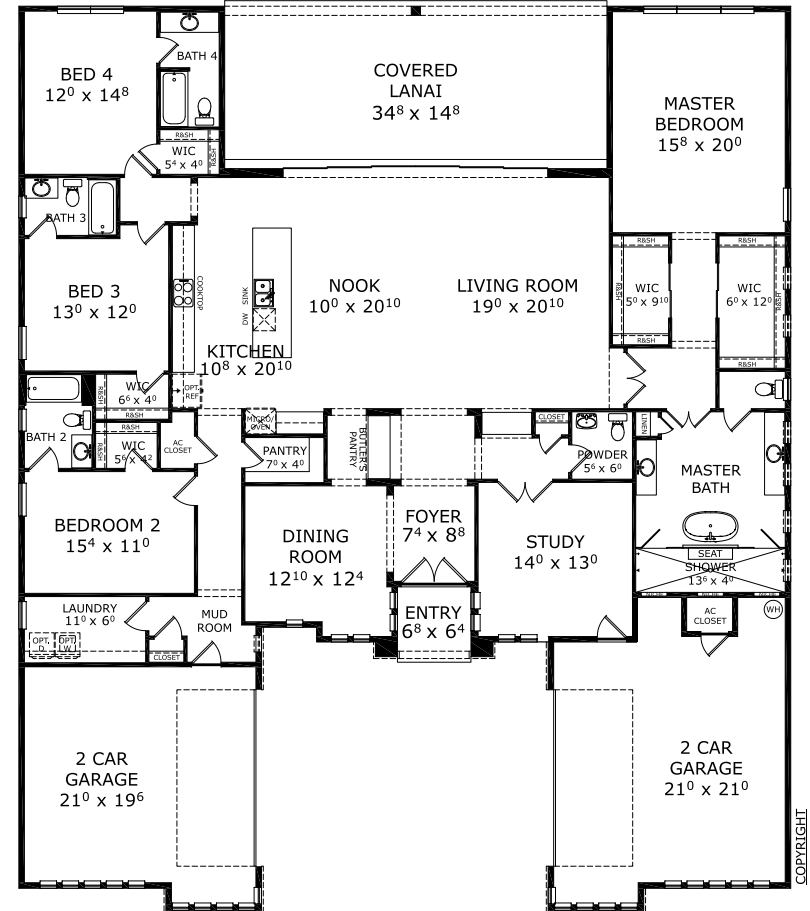 BED 4
12⁰ x 14⁸
BATH 4
R&SH
WIC
5⁴ x 4⁰
R&SH
COVERED
LANAI
34⁸ x 14⁸
MASTER
BEDROOM
15⁸ x 20⁰
BATH 3
BED 3
13⁰ x 12⁰
COOKTOP
SINK
DW
KITCHEN
10⁸ x 20¹⁰
NOOK
10⁰ x 20¹⁰
LIVING ROOM
19⁰ x 20¹⁰
R&SH
R&SH
WIC
5⁰ x 9¹⁰
R&SH
R&SH
WIC
6⁰ x 12⁰
R&SH
R&SH
WIC
6⁶ x 4⁰
R&SH
R&SH
OPT.
REF
BATH 2
R&SH
R&SH
WIC
5⁶ x 4²
AC
CLOSET
MICRO/
OVEN
PANTRY
7⁰ x 4⁰
BUTLER'S
PANTRY
CLOSET
POWDER
5⁶ x 6⁰
LINEN
MASTER
BATH
BEDROOM 2
15⁴ x 11⁰
DINING
ROOM
12¹⁰ x 12⁴
FOYER
7⁴ x 8⁸
STUDY
14⁰ x 13⁰
SEAT
SHOWER
13⁶ x 4⁰
LAUNDRY
11⁰ x 6⁰
OPT.
D
OPT.
W
MUD
ROOM
CLOSET
ENTRY
6⁸ x 6⁴
AC
CLOSET
WH
2 CAR
GARAGE
21⁰ x 19⁶
2 CAR
GARAGE
21⁰ x 21⁰
COPYRIGHT